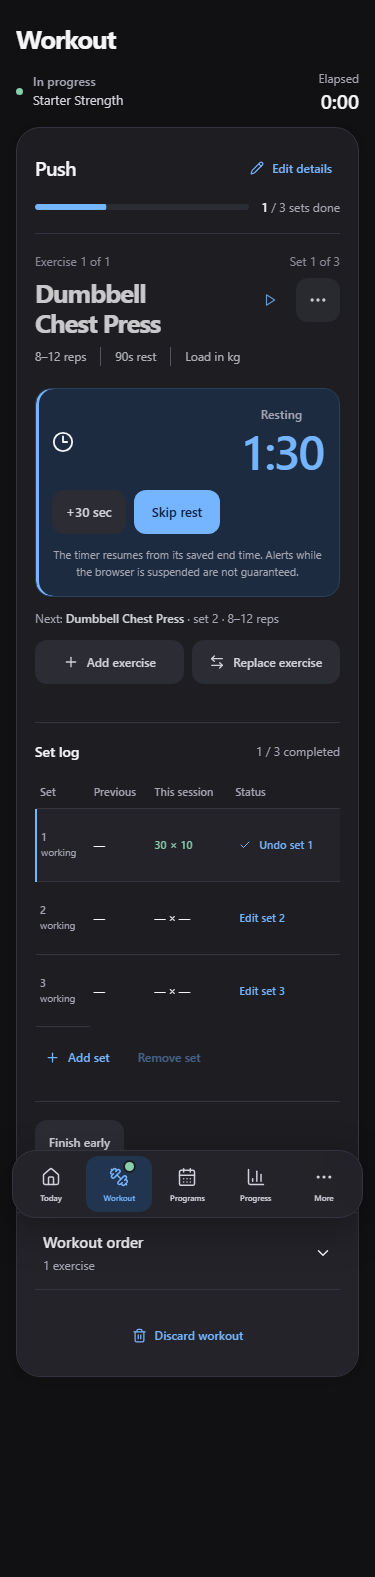 Workout
In progress
Starter Strength
Elapsed
0:00
Push
Edit details
1 / 3 sets done
Exercise 1 of 1
Set 1 of 3
Dumbbell
Chest Press
8–12 reps
90s rest
Load in kg
Resting
1:30
+30 sec
Skip rest
The timer resumes from its saved end time. Alerts while
the browser is suspended are not guaranteed.
Next: Dumbbell Chest Press · set 2 · 8–12 reps
Add exercise
Replace exercise
Set log
1 / 3 completed
Set Previous This session Status
1
working
—
30 × 10
Undo set 1
2
working
—
— × —
Edit set 2
3
working
—
— × —
Edit set 3
Add set
Remove set
Finish early
Today
Workout
Programs
Progress
More
Workout order
1 exercise
Discard workout